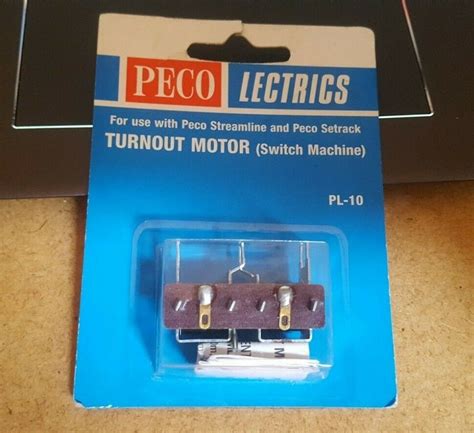 PECO LECTRICS
For use with Peco Streamline and Peco Setrack
TURNOUT MOTOR (Switch Machine)
PL-10